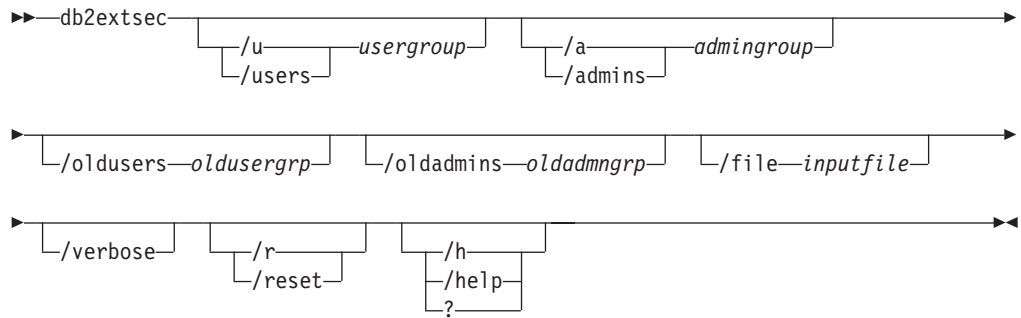 db2extsec /u usergroup /a admingroup
/users /admins
/oldusers oldusergrp /oldadmins oldadmngrp /file inputfile
/verbose /r /h
/reset /help
?